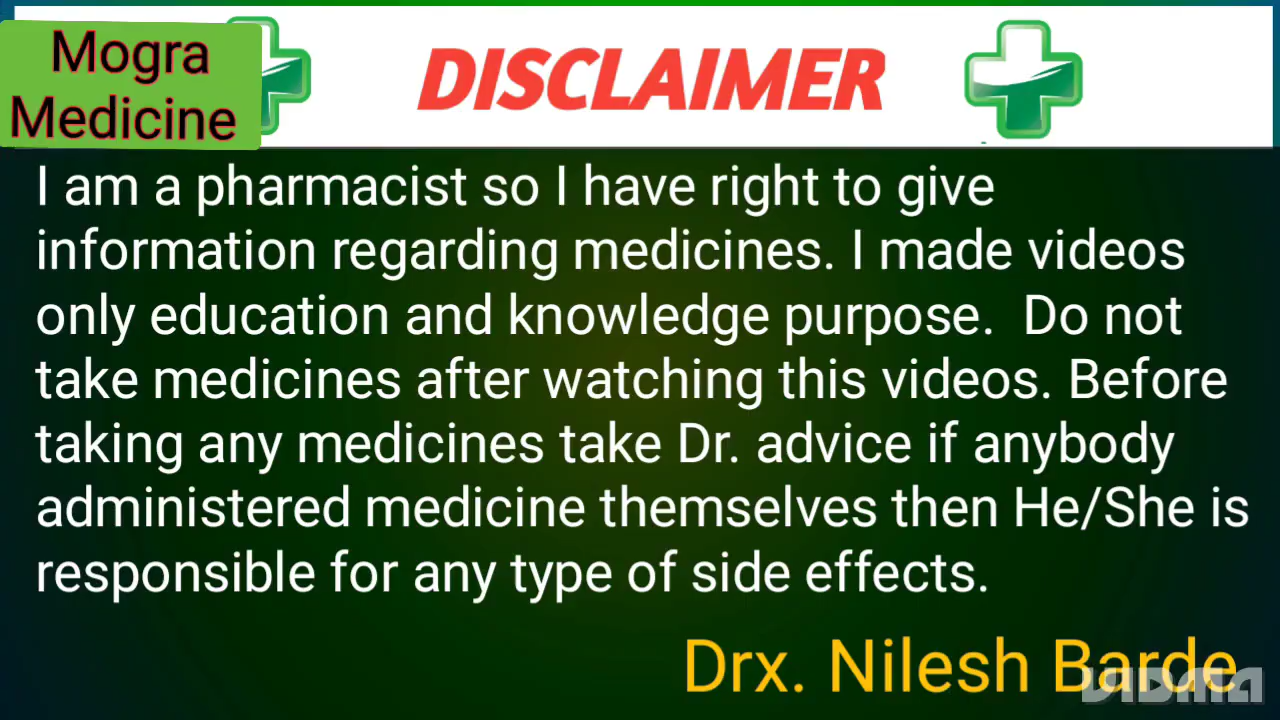 Mogra
Medicine
DISCLAIMER
I am a pharmacist so I have right to give
information regarding medicines. I made videos
only education and knowledge purpose. Do not
take medicines after watching this videos. Before
taking any medicines take Dr. advice if anybody
administered medicine themselves then He/She is
responsible for any type of side effects.
Drx. Nilesh Barde
VIDMA